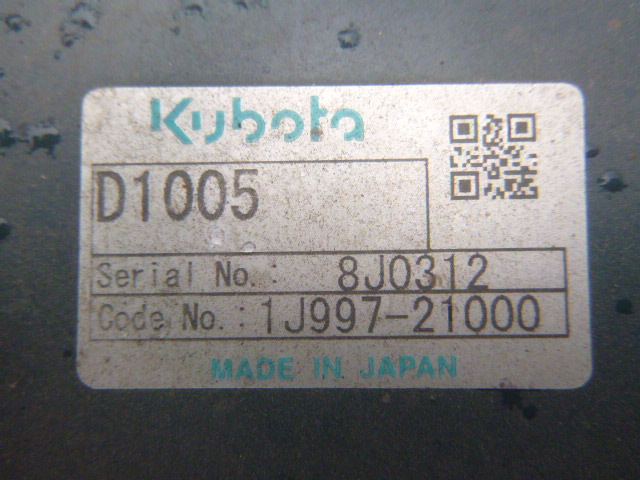 Kubota
D1005
Serial No. : 8J0312
Code No. : 1J997-21000
MADE IN JAPAN